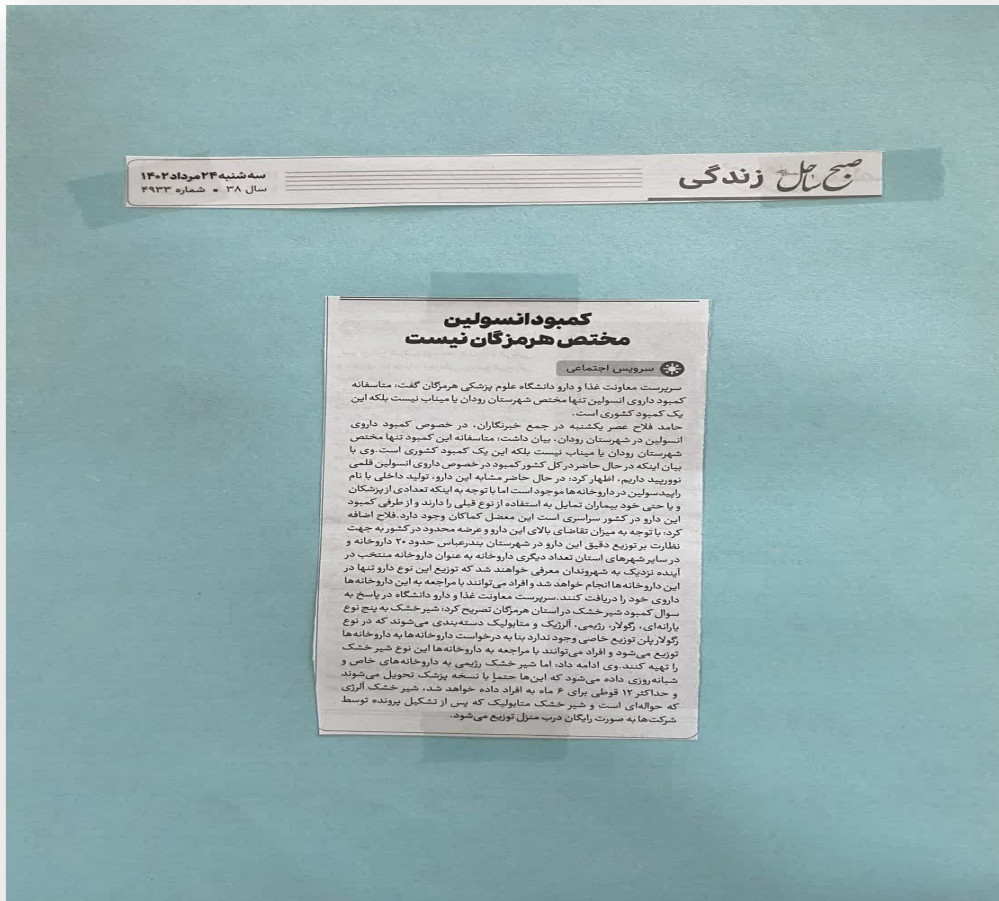 صبح ساحل زندگی
سه‌شنبه ۲۴ مرداد ۱۴۰۲
سال ۳۸ • شماره ۴۹۳۳
کمبود انسولین
مختص هرمزگان نیست
سرویس اجتماعی
سرپرست معاونت غذا و دارو دانشگاه علوم پزشکی هرمزگان گفت: متاسفانه
کمبود داروی انسولین تنها مختص شهرستان رودان یا میناب نیست بلکه این
یک کمبود کشوری است.
حامد فلاح عصر یکشنبه در جمع خبرنگاران، در خصوص کمبود داروی
انسولین در شهرستان رودان، بیان داشت: متاسفانه این کمبود تنها مختص
شهرستان رودان یا میناب نیست بلکه این یک کمبود کشوری است.وی با
بیان اینکه در حال حاضر در کل کشور کمبود در خصوص داروی انسولین قلمی
نوورپید داریم، اظهار کرد: در حال حاضر مشابه این دارو، تولید داخلی با نام
راپیدسولین در داروخانه‌ها موجود است اما با توجه به اینکه تعدادی از پزشکان
و یا حتی خود بیماران تمایل به استفاده از نوع قبلی را دارند و از طرفی کمبود
این دارو در کشور سراسری است این معضل کماکان وجود دارد.فلاح اضافه
کرد: با توجه به میزان تقاضای بالای این دارو و عرضه محدود در کشور به جهت
نظارت بر توزیع دقیق این دارو در شهرستان بندرعباس حدود ۲۰ داروخانه و
در سایر شهرهای استان تعداد دیگری داروخانه به عنوان داروخانه منتخب در
آینده نزدیک به شهروندان معرفی خواهند شد که توزیع این نوع دارو تنها در
این داروخانه‌ها انجام خواهد شد و افراد می‌توانند با مراجعه به این داروخانه‌ها
داروی خود را دریافت کنند.سرپرست معاونت غذا و دارو دانشگاه در پاسخ به
سوال کمبود شیر خشک در استان هرمزگان تصریح کرد: شیر خشک به پنج نوع
یارانه‌ای، رگولار، رژیمی، آلرژیک و متابولیک دسته‌بندی می‌شوند که در نوع
رگولار پلن توزیع خاصی وجود ندارد بنا به درخواست داروخانه‌ها به داروخانه‌ها
توزیع می‌شود و افراد می‌توانند با مراجعه به داروخانه‌ها این نوع شیر خشک
را تهیه کنند.وی ادامه داد: اما شیر خشک رژیمی به داروخانه‌های خاص و
شبانه‌روزی داده می‌شود که این‌ها حتما با نسخه پزشک تحویل می‌شوند
و حداکثر ۱۲ قوطی برای ۶ ماه به افراد داده خواهد شد، شیر خشک آلرژی
که حواله‌ای است و شیر خشک متابولیک که پس از تشکیل پرونده توسط
شرکت‌ها به صورت رایگان درب منزل توزیع می‌شود.